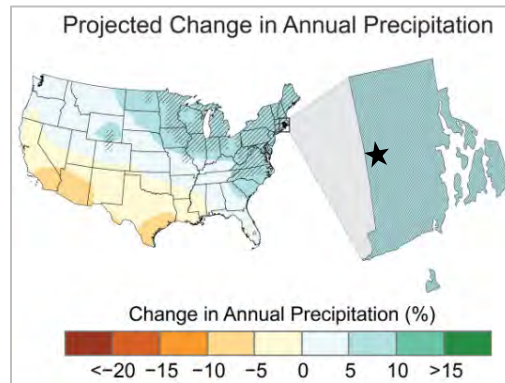 Projected Change in Annual Precipitation
Change in Annual Precipitation (%)
<−20 −15 −10 −5 0 5 10 >15